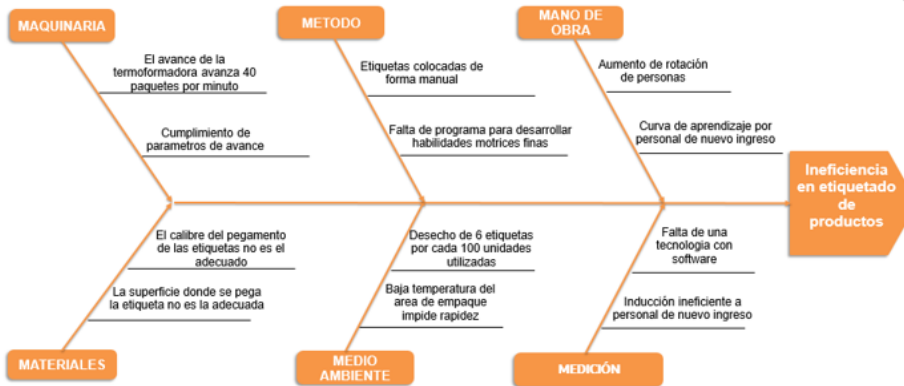 MAQUINARIA
METODO
MANO DE
OBRA
El avance de la
termoformadora avanza 40
paquetes por minuto
Cumplimiento de
parametros de avance
Etiquetas colocadas de
forma manual
Falta de programa para desarrollar
habilidades motrices finas
Aumento de rotación
de personas
Curva de aprendizaje por
personal de nuevo ingreso
Ineficiencia
en etiquetado
de
productos
El calibre del pegamento
de las etiquetas no es el
adecuado
La superficie donde se pega
la etiqueta no es la adecuada
Desecho de 6 etiquetas
por cada 100 unidades
utilizadas
Baja temperatura del
area de empaque
impide rapidez
Falta de una
tecnologia con
software
Inducción ineficiente a
personal de nuevo ingreso
MATERIALES
MEDIO
AMBIENTE
MEDICIÓN